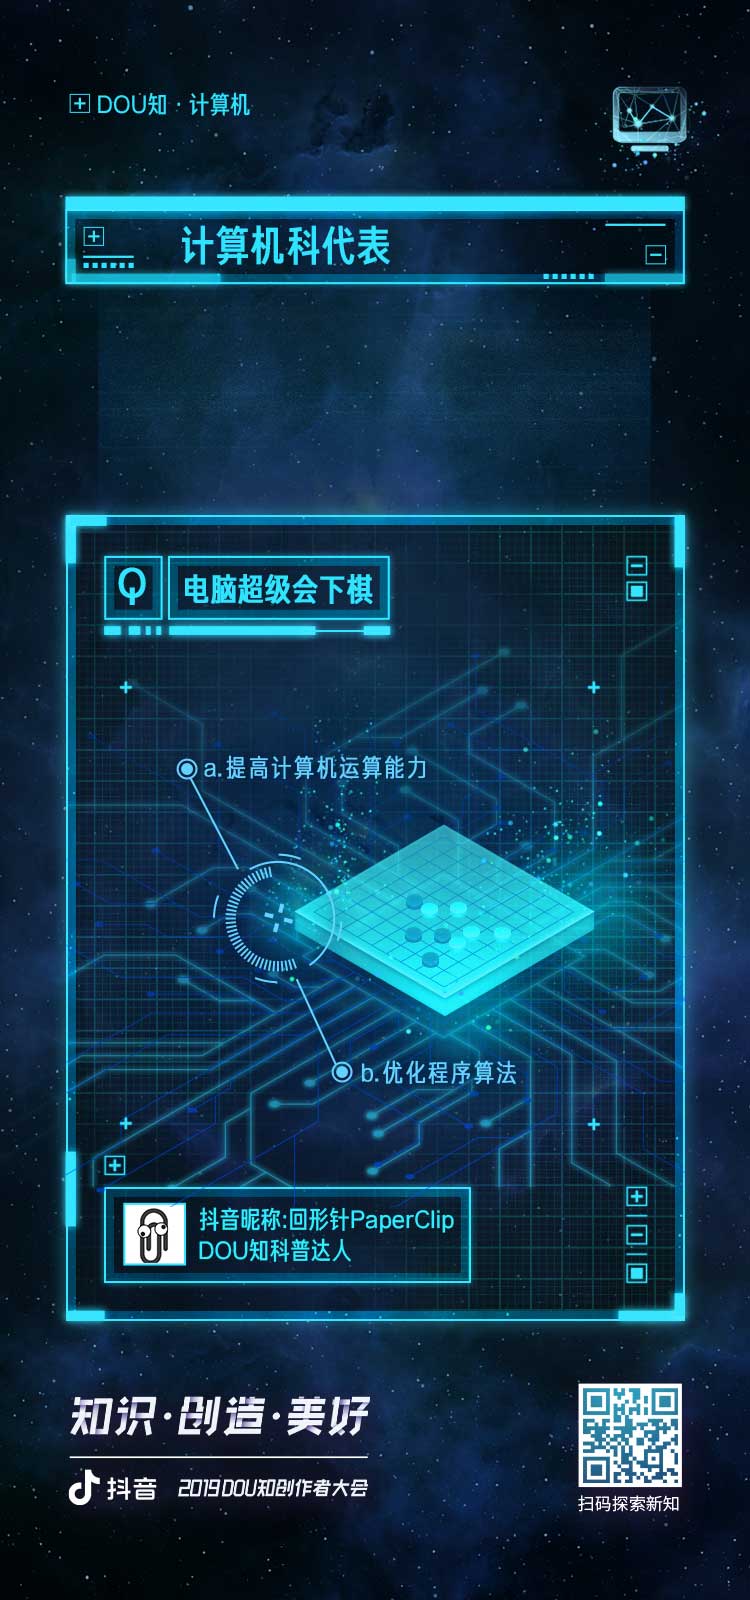 DOU知 · 计算机
计算机科代表
Q 电脑超级会下棋
a.提高计算机运算能力
b.优化程序算法
抖音昵称:回形针PaperClip
DOU知科普达人
知识·创造·美好
抖音 2019DOU知创作者大会
扫码探索新知